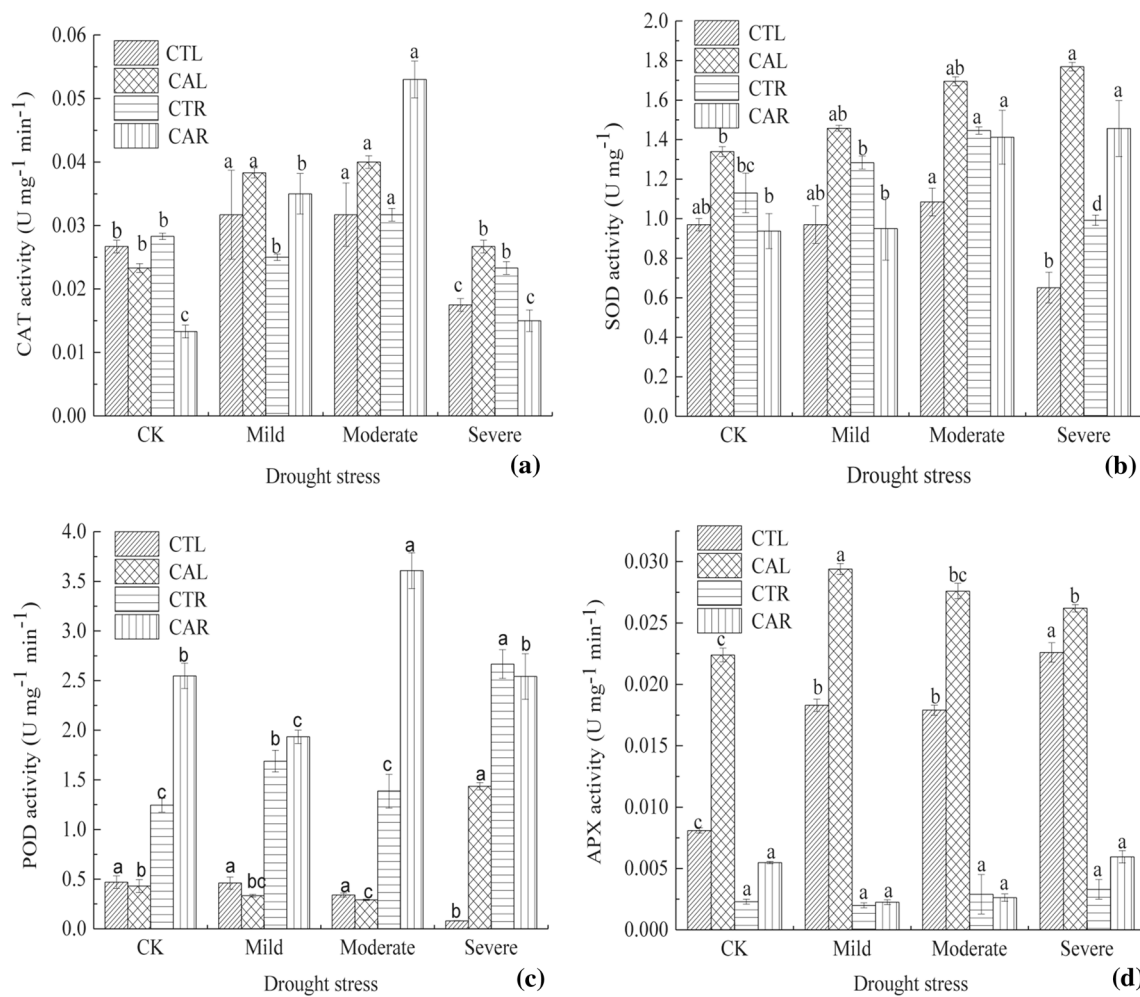 CAT activity (U mg⁻¹ min⁻¹)
0.06
0.05
0.04
0.03
0.02
0.01
0.00
CTL
CAL
CTR
CAR
b b b c
a a b b
a a a a
c b b c
CK Mild Moderate Severe
Drought stress
(a)
SOD activity (U mg⁻¹)
2.0
1.8
1.6
1.4
1.2
1.0
0.8
0.6
0.4
0.2
0.0
CTL
CAL
CTR
CAR
ab b bc b
ab ab b b
a ab a a
b a d a
CK Mild Moderate Severe
Drought stress
(b)
POD activity (U mg⁻¹ min⁻¹)
4.0
3.5
3.0
2.5
2.0
1.5
1.0
0.5
0.0
CTL
CAL
CTR
CAR
a b c b
a bc b c
a c c a
b a a b
CK Mild Moderate Severe
Drought stress
(c)
APX activity (U mg⁻¹ min⁻¹)
0.030
0.025
0.020
0.015
0.010
0.005
0.000
CTL
CAL
CTR
CAR
c c a a
b a a a
b bc a a
a b a a
CK Mild Moderate Severe
Drought stress
(d)